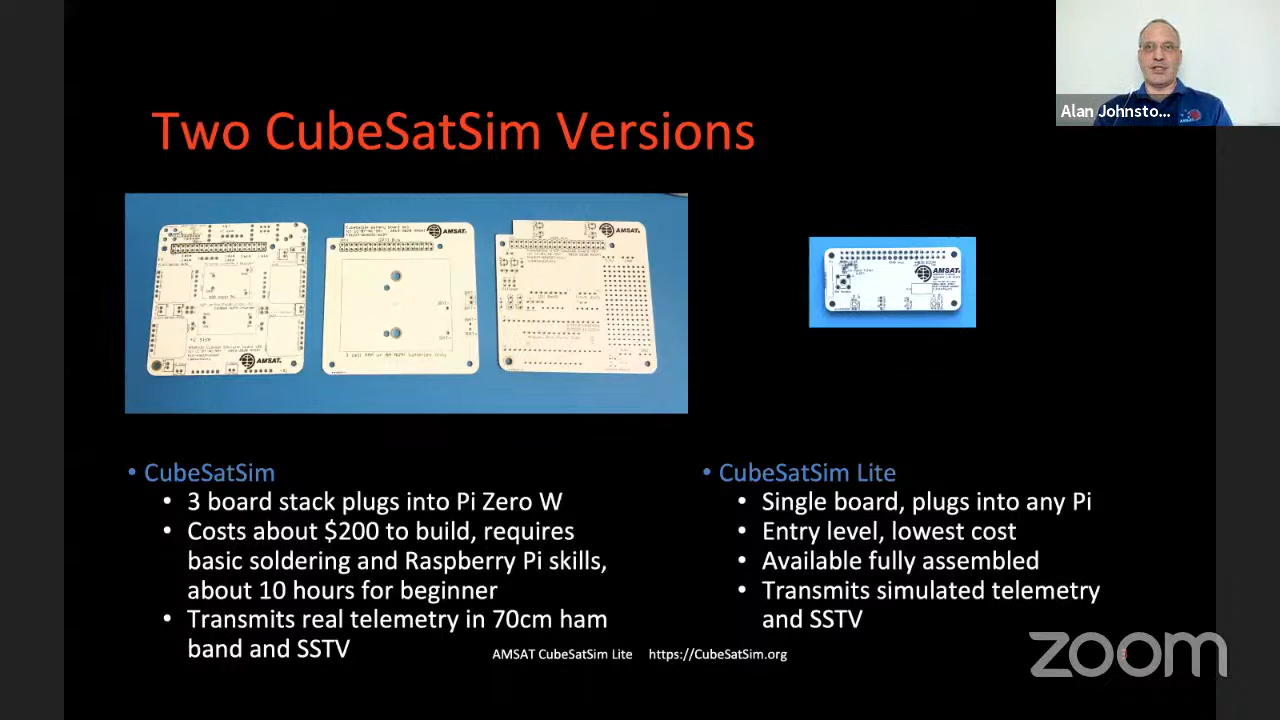 Alan Johnsto...
Two CubeSatSim Versions
AMSAT
AMSAT
AMSAT
AMSAT
• CubeSatSim
• 3 board stack plugs into Pi Zero W
• Costs about $200 to build, requires
basic soldering and Raspberry Pi skills,
about 10 hours for beginner
• Transmits real telemetry in 70cm ham
band and SSTV
• CubeSatSim Lite
• Single board, plugs into any Pi
• Entry level, lowest cost
• Available fully assembled
• Transmits simulated telemetry
and SSTV
AMSAT CubeSatSim Lite https://CubeSatSim.org
zoom